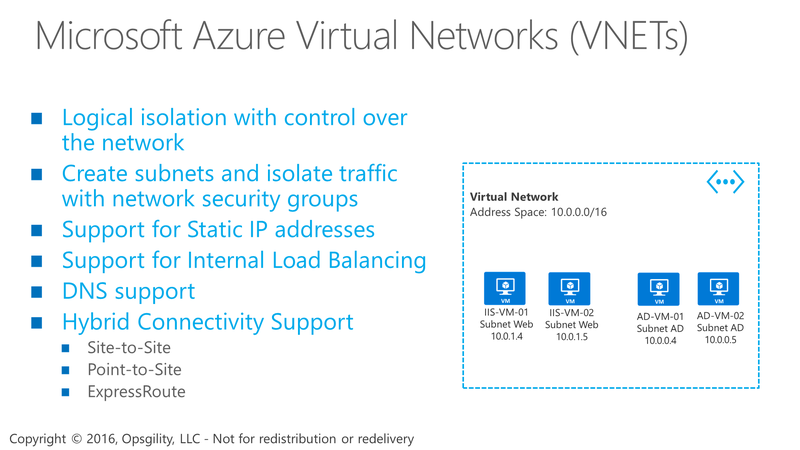 Microsoft Azure Virtual Networks (VNETs)
Logical isolation with control over
the network
Create subnets and isolate traffic
with network security groups
Support for Static IP addresses
Support for Internal Load Balancing
DNS support
Hybrid Connectivity Support
Site-to-Site
Point-to-Site
ExpressRoute
Virtual Network
Address Space: 10.0.0.0/16
VM
IIS-VM-01
Subnet Web
10.0.1.4
VM
IIS-VM-02
Subnet Web
10.0.1.5
VM
AD-VM-01
Subnet AD
10.0.0.4
VM
AD-VM-02
Subnet AD
10.0.0.5
Copyright © 2016, Opsgility, LLC - Not for redistribution or redelivery